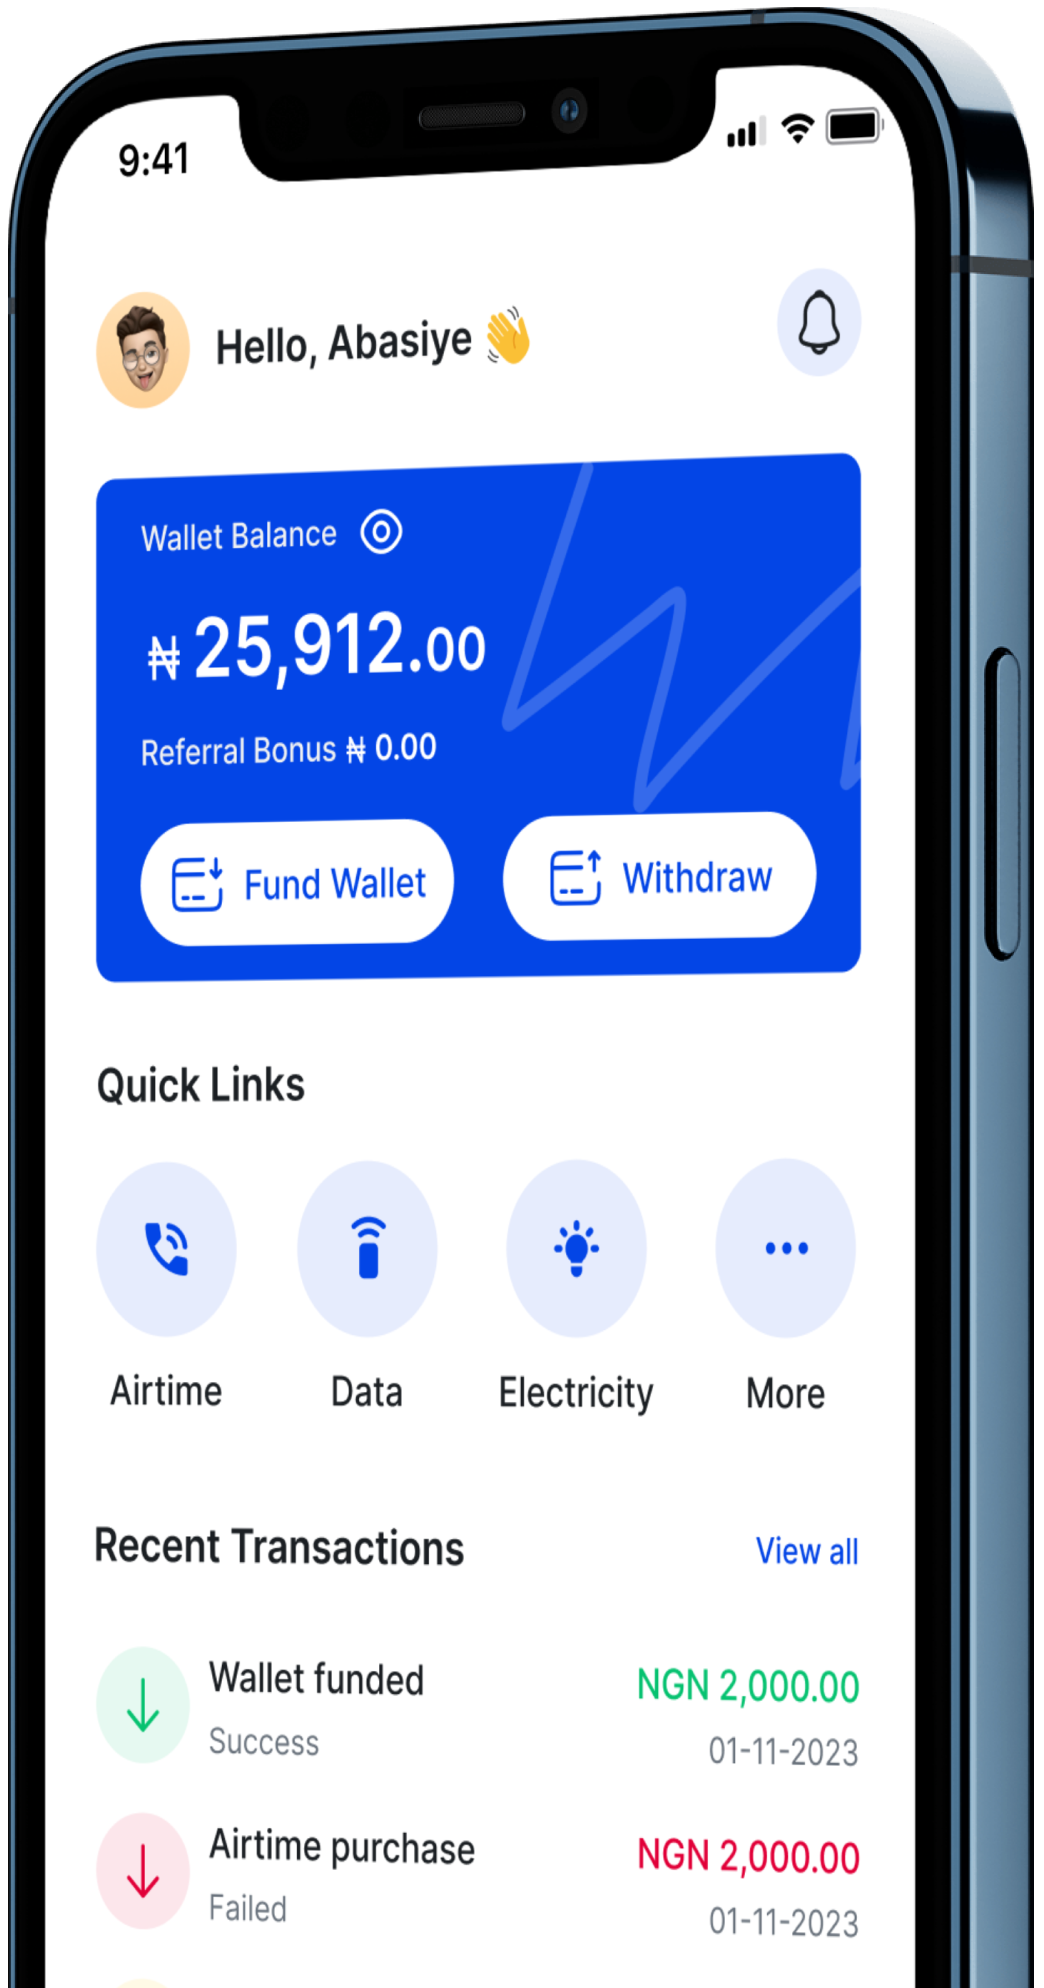 9:41
Hello, Abasiye 👋
Wallet Balance
₦ 25,912.00
Referral Bonus ₦ 0.00
Fund Wallet
Withdraw
Quick Links
Airtime
Data
Electricity
More
Recent Transactions
View all
Wallet funded
NGN 2,000.00
Success
01-11-2023
Airtime purchase
NGN 2,000.00
Failed
01-11-2023